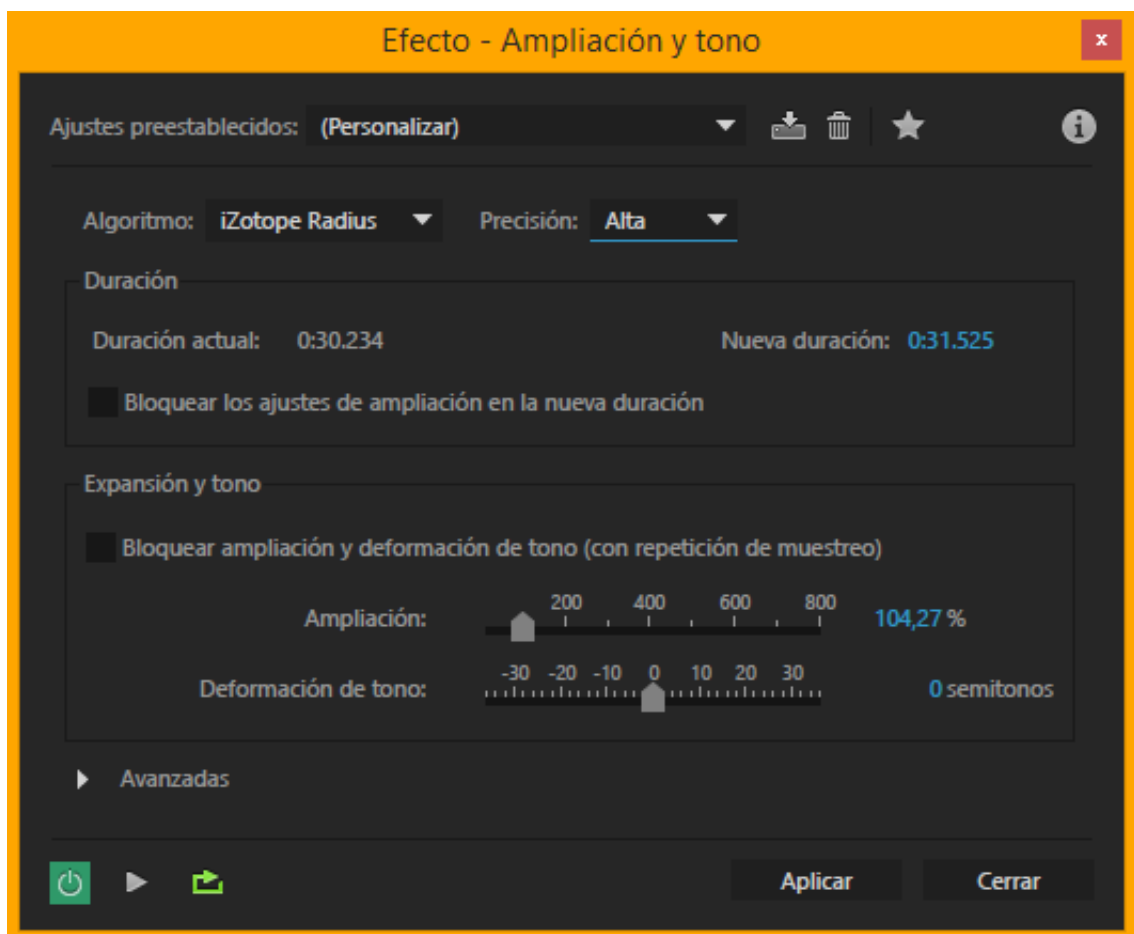 Efecto - Ampliación y tono
x
Ajustes preestablecidos: (Personalizar)
Algoritmo: iZotope Radius Precisión: Alta
Duración
Duración actual: 0:30.234 Nueva duración: 0:31.525
Bloquear los ajustes de ampliación en la nueva duración
Expansión y tono
Bloquear ampliación y deformación de tono (con repetición de muestreo)
200 400 600 800
Ampliación: 104,27 %
-30 -20 -10 0 10 20 30
Deformación de tono: 0 semitonos
Avanzadas
Aplicar Cerrar